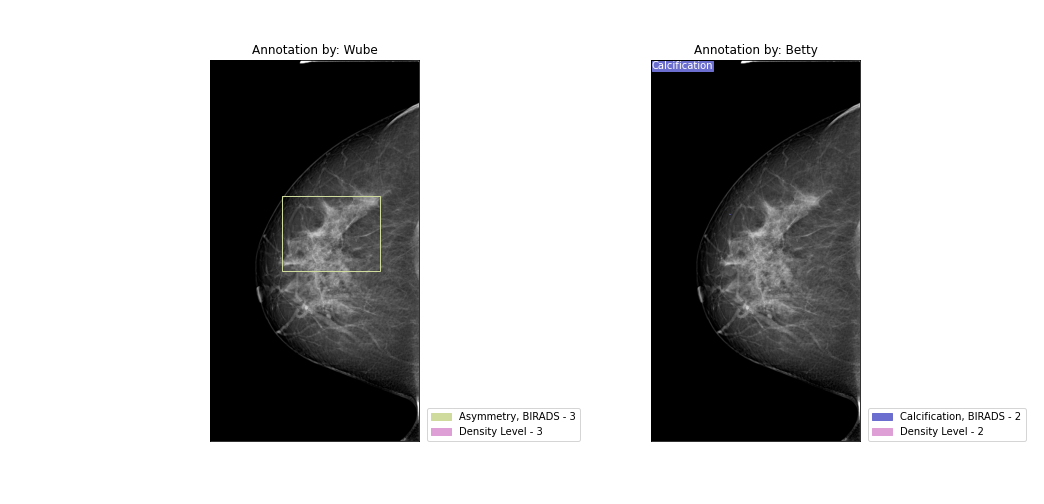 Annotation by: Wube
Asymmetry, BIRADS - 3
Density Level - 3
Annotation by: Betty
Calcification
Calcification, BIRADS - 2
Density Level - 2